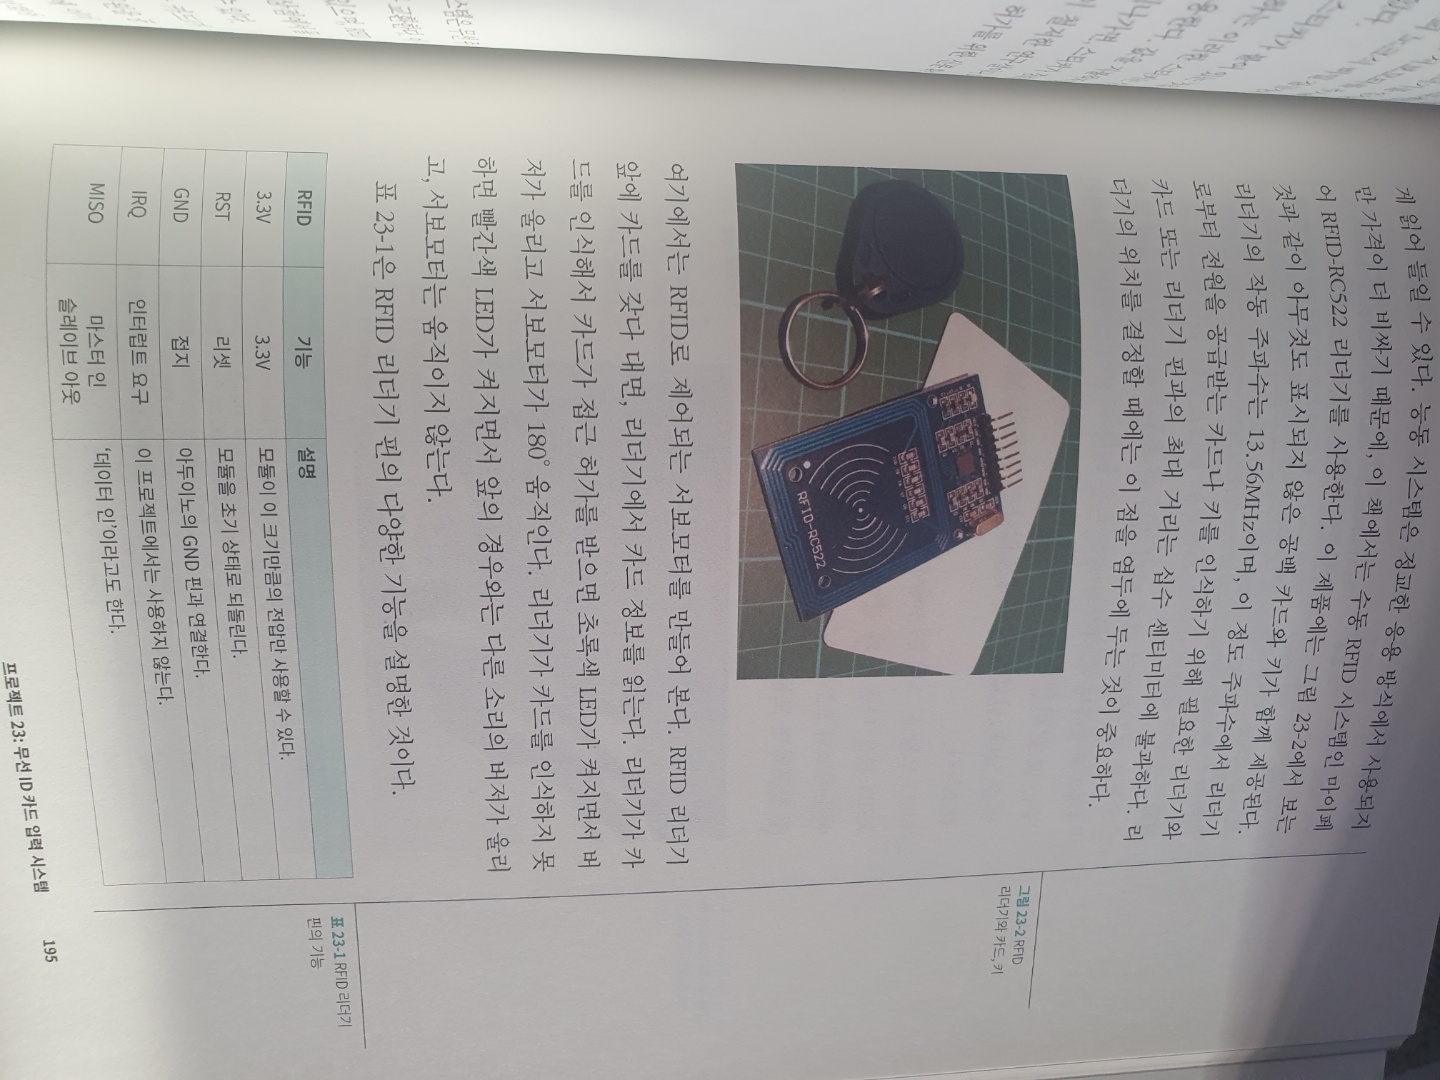 게 읽어 들일 수 있다. 능동 시스템은 정교한 응용 방식에서 사용되지
만 가격이 더 비싸기 때문에, 이 책에서는 수동 RFID 시스템인 마이페
어 RFID-RC522 리더기를 사용한다. 이 제품에는 그림 23-2에서 보는
것과 같이 아무것도 표시되지 않은 공백 카드와 키가 함께 제공된다.
리더기의 작동 주파수는 13.56MHz이며, 이 정도 주파수에서 리더기
로부터 전원을 공급받는 카드나 키를 인식하기 위해 필요한 리더기와
카드 또는 리더기 핀과의 최대 거리는 십수 센티미터에 불과하다. 리
더기의 위치를 결정할 때에는 이 점을 염두에 두는 것이 중요하다.
그림 23-2 RFID
리더기와 카드, 키
RFID-RC522
여기에서는 RFID로 제어되는 서보모터를 만들어 본다. RFID 리더기
앞에 카드를 갖다 대면, 리더기에서 카드 정보를 읽는다. 리더기가 카
드를 인식해서 카드가 접근 허가를 받으면 초록색 LED가 켜지면서 버
저가 울리고 서보모터가 180° 움직인다. 리더기가 카드를 인식하지 못
하면 빨간색 LED가 켜지면서 앞의 경우와는 다른 소리의 버저가 울리
고, 서보모터는 움직이지 않는다.
표 23-1은 RFID 리더기 핀의 다양한 기능을 설명한 것이다.
표 23-1 RFID 리더기
핀의 기능
RFID 기능 설명
3.3V 3.3V 모듈이 이 크기만큼의 전압만 사용할 수 있다.
RST 리셋 모듈을 초기 상태로 되돌린다.
GND 접지 아두이노의 GND 핀과 연결한다.
IRQ 인터럽트 요구 이 프로젝트에서는 사용하지 않는다.
MISO 마스터 인 '데이터 인'이라고도 한다.
슬레이브 아웃
프로젝트 23: 무선 ID 카드 입력 시스템 195